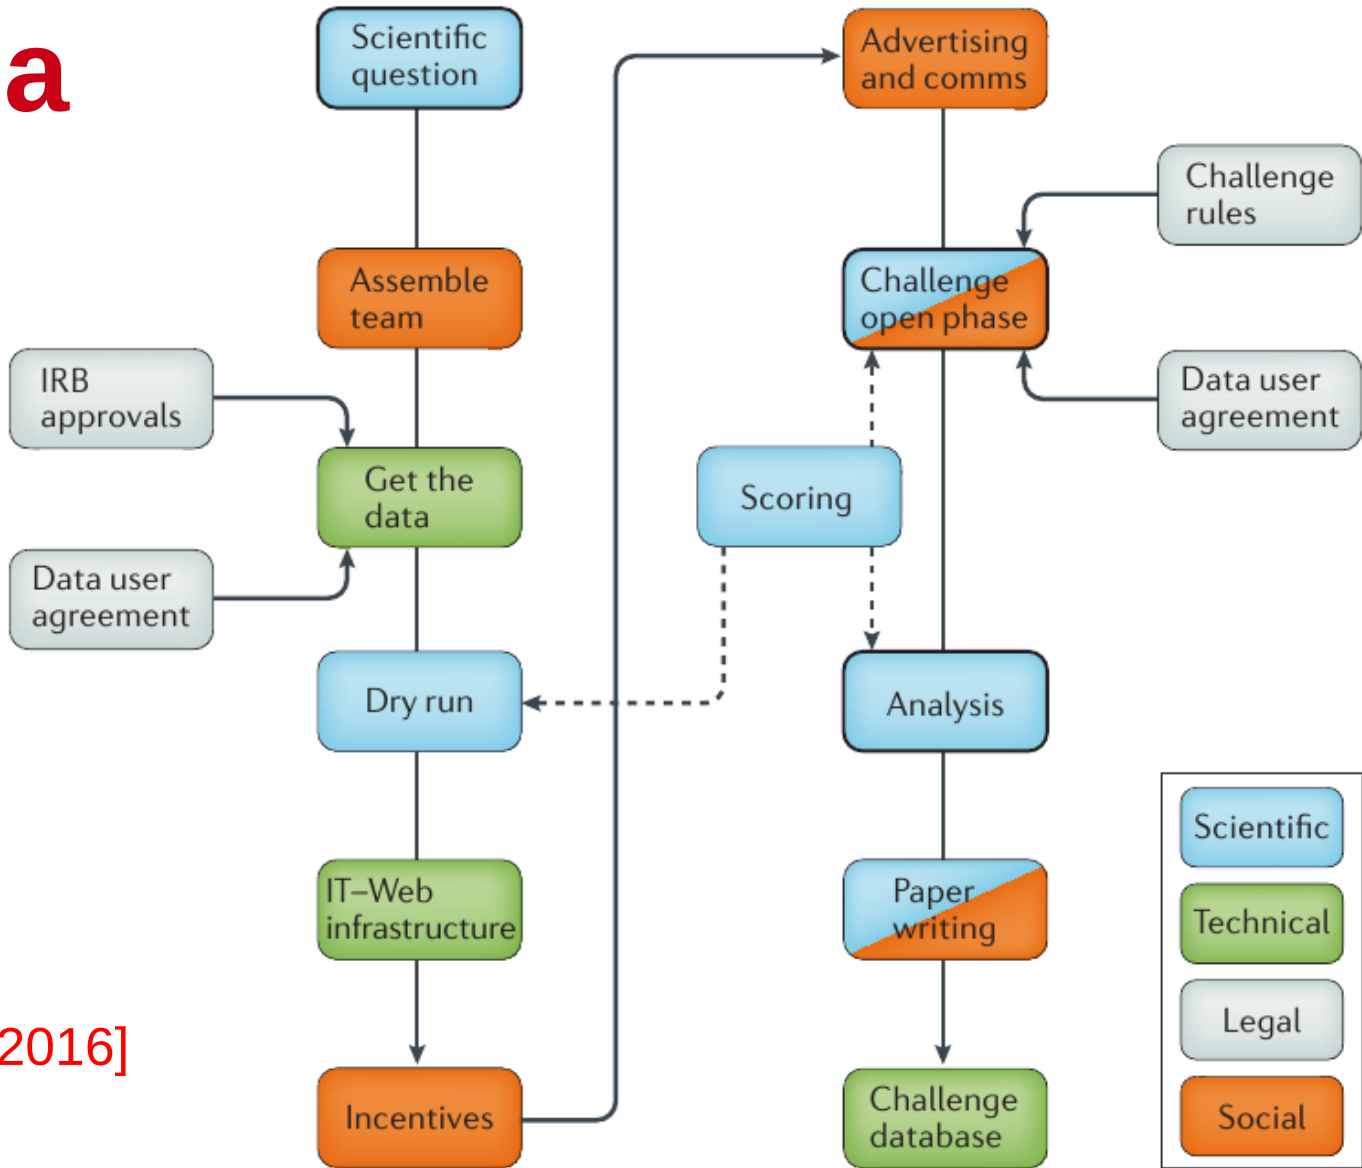 a
Scientific
question
Assemble
team
IRB
approvals
Get the
data
Data user
agreement
Dry run
IT–Web
infrastructure
2016]
Incentives
Advertising
and comms
Challenge
rules
Challenge
open phase
Data user
agreement
Scoring
Analysis
Paper
writing
Challenge
database
Scientific
Technical
Legal
Social